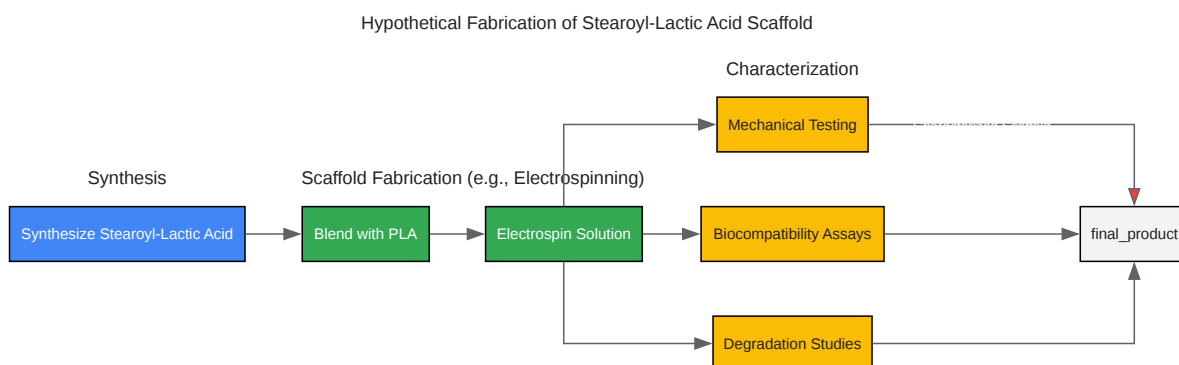 Hypothetical Fabrication of Stearoyl-Lactic Acid Scaffold
Characterization
Mechanical Testing
Synthesis
Scaffold Fabrication (e.g., Electrospinning)
Synthesize Stearoyl-Lactic Acid
Blend with PLA
Electrospin Solution
Biocompatibility Assays
final_product
Degradation Studies